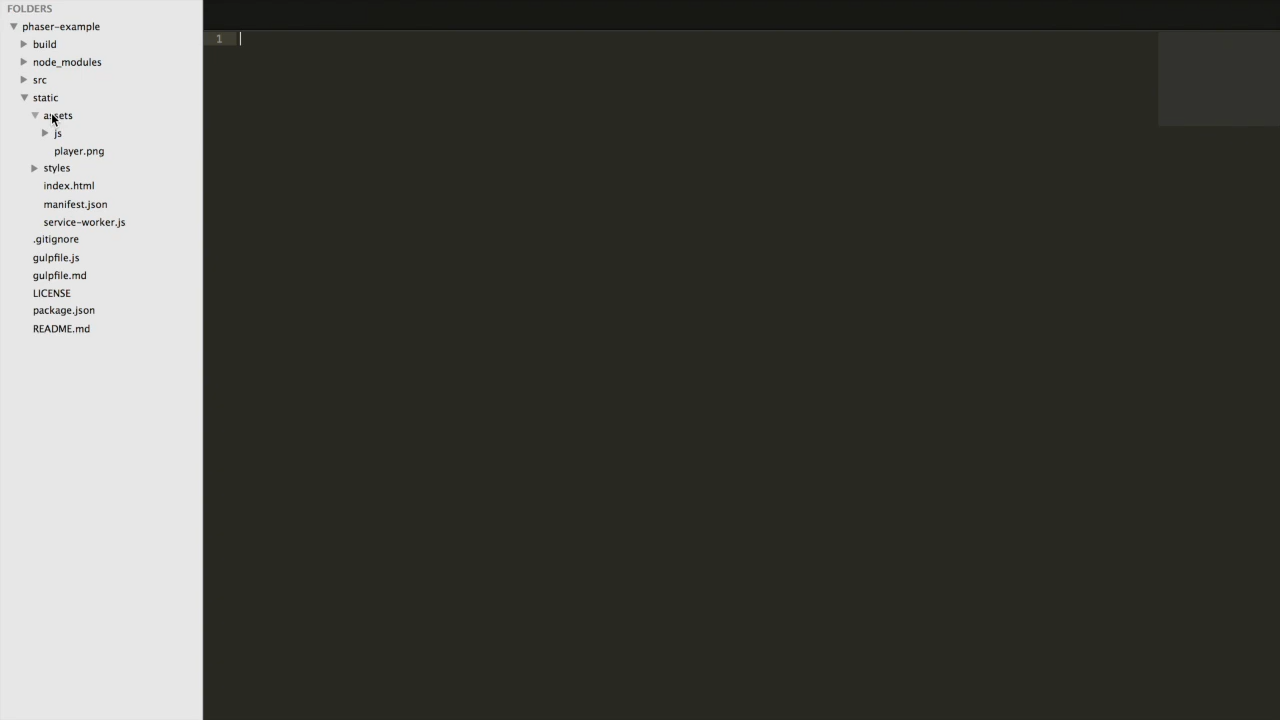 FOLDERS
phaser-example
build
node_modules
src
static
assets
js
player.png
styles
index.html
manifest.json
service-worker.js
.gitignore
gulpfile.js
gulpfile.md
LICENSE
package.json
README.md
1